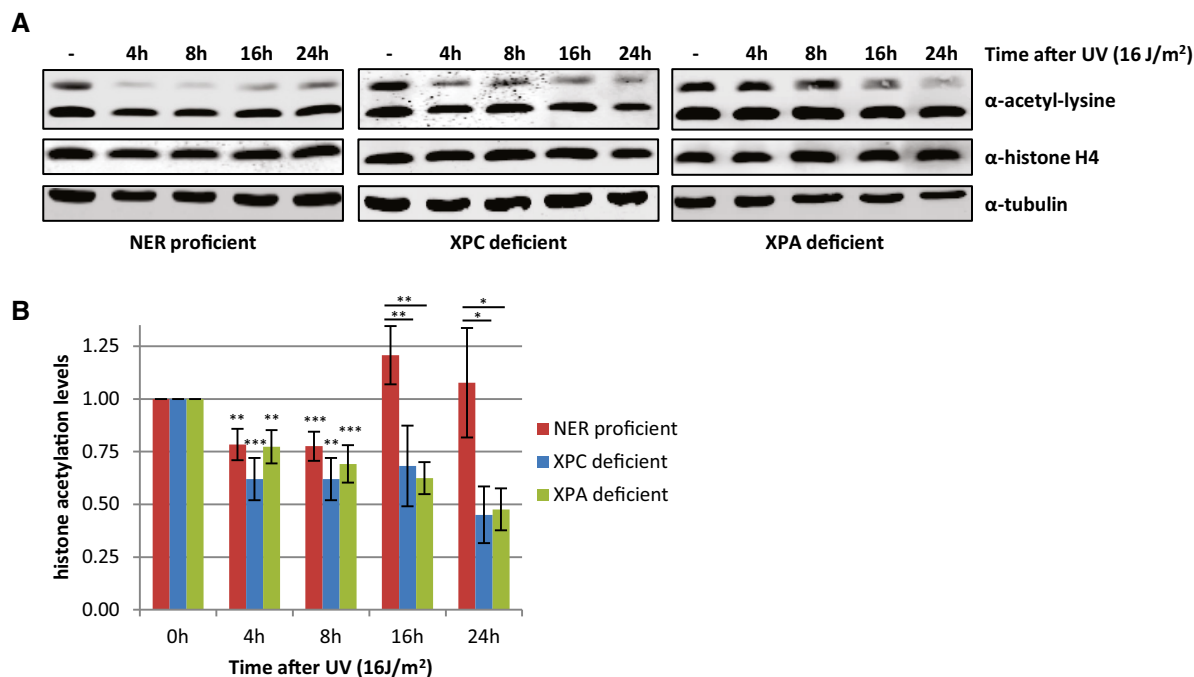 A
- 4h 8h 16h 24h - 4h 8h 16h 24h - 4h 8h 16h 24h Time after UV (16 J/m²)
α-acetyl-lysine
α-histone H4
α-tubulin
NER proficient XPC deficient XPA deficient
B
histone acetylation levels
1.25
1.00
0.75
0.50
0.25
0.00
** *** **
*** ** ***
**
**
*
*
0h 4h 8h 16h 24h
Time after UV (16J/m²)
NER proficient
XPC deficient
XPA deficient